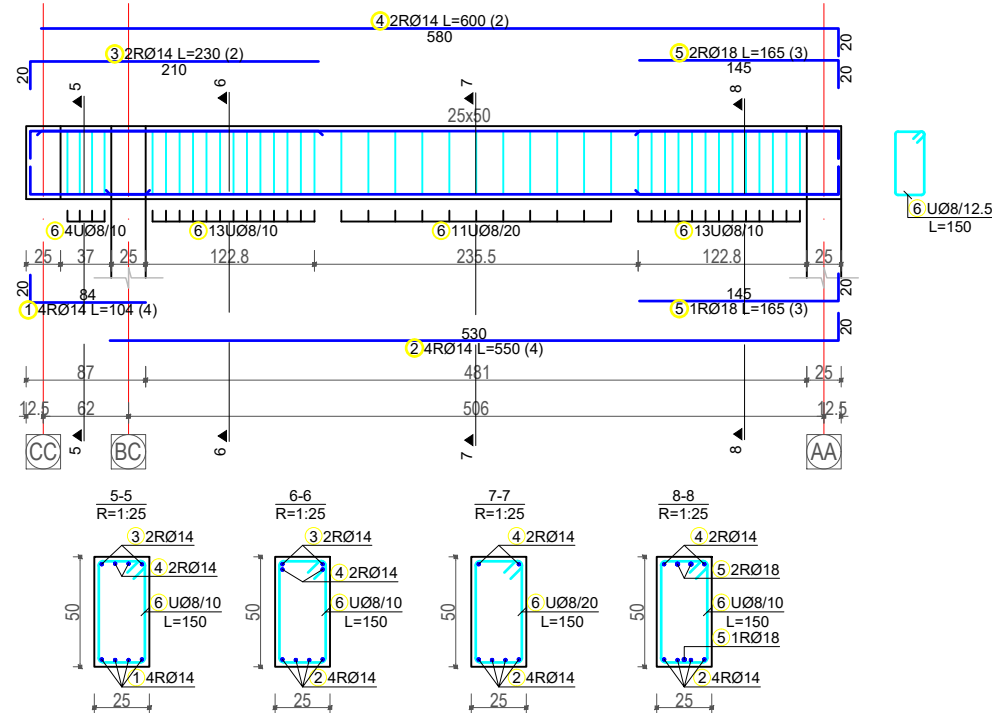 4 2RØ14 L=600 (2)
580
20
3 2RØ14 L=230 (2)
210
20
5 2RØ18 L=165 (3)
145
20
5
6
7
8
25x50
6 4UØ8/10
6 13UØ8/10
6 11UØ8/20
6 13UØ8/10
6 UØ8/12.5
L=150
25
37
25
122.8
235.5
122.8
25
20
84
1 4RØ14 L=104 (4)
145
5 1RØ18 L=165 (3)
20
530
2 4RØ14 L=550 (4)
20
87
481
25
12.5
62
506
12.5
CC
5
BC
6
7
8
AA
5-5
R=1:25
3 2RØ14
4 2RØ14
6 UØ8/10
L=150
1 4RØ14
50
25
6-6
R=1:25
3 2RØ14
4 2RØ14
6 UØ8/10
L=150
2 4RØ14
50
25
7-7
R=1:25
4 2RØ14
6 UØ8/20
L=150
2 4RØ14
50
25
8-8
R=1:25
4 2RØ14
5 2RØ18
6 UØ8/10
L=150
5 1RØ18
2 4RØ14
50
25